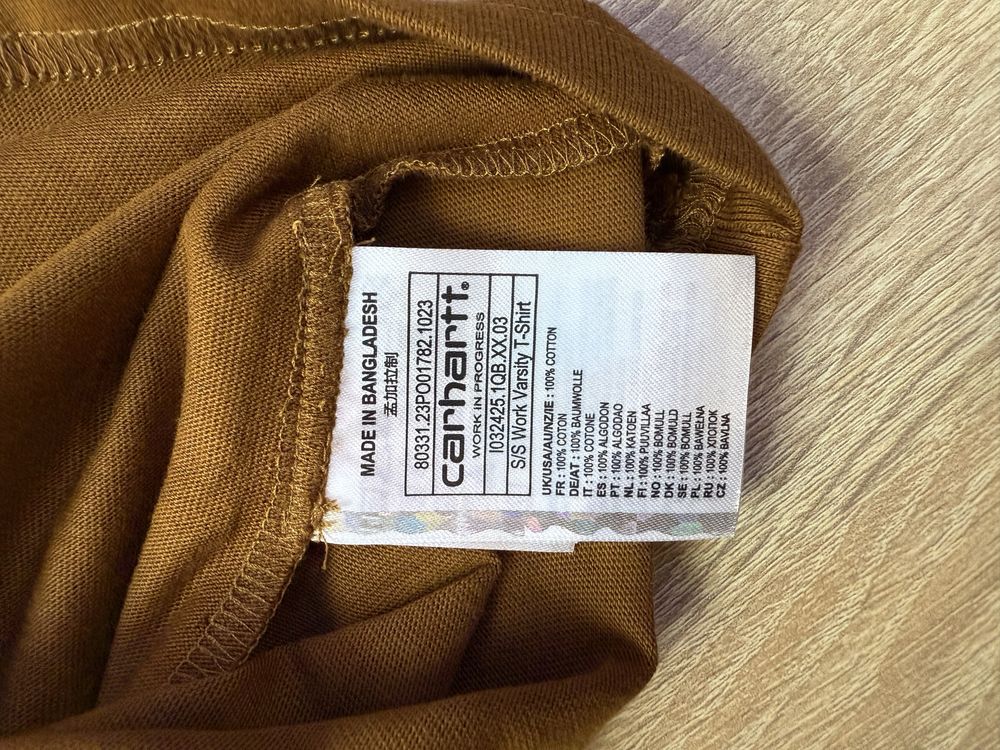 MADE IN BANGLADESH
孟加拉制
80331.23PO01782.1023
carhartt®
WORK IN PROGRESS
I032425.1QB.XX.03
S/S Work Varsity T-Shirt
UK/USA/AU/NZ/IE : 100% COTTON
FR : 100% COTON
DE/AT : 100% BAUMWOLLE
IT : 100% COTONE
ES : 100% ALGODON
PT : 100% ALGODAO
NL : 100% KATOEN
FI : 100% PUUVILLAA
NO : 100% BOMULL
DK : 100% BOMULD
SE : 100% BOMULL
PL : 100% BAWEŁNA
RU : 100% ХЛОПОК
CZ : 100% BAVLNA